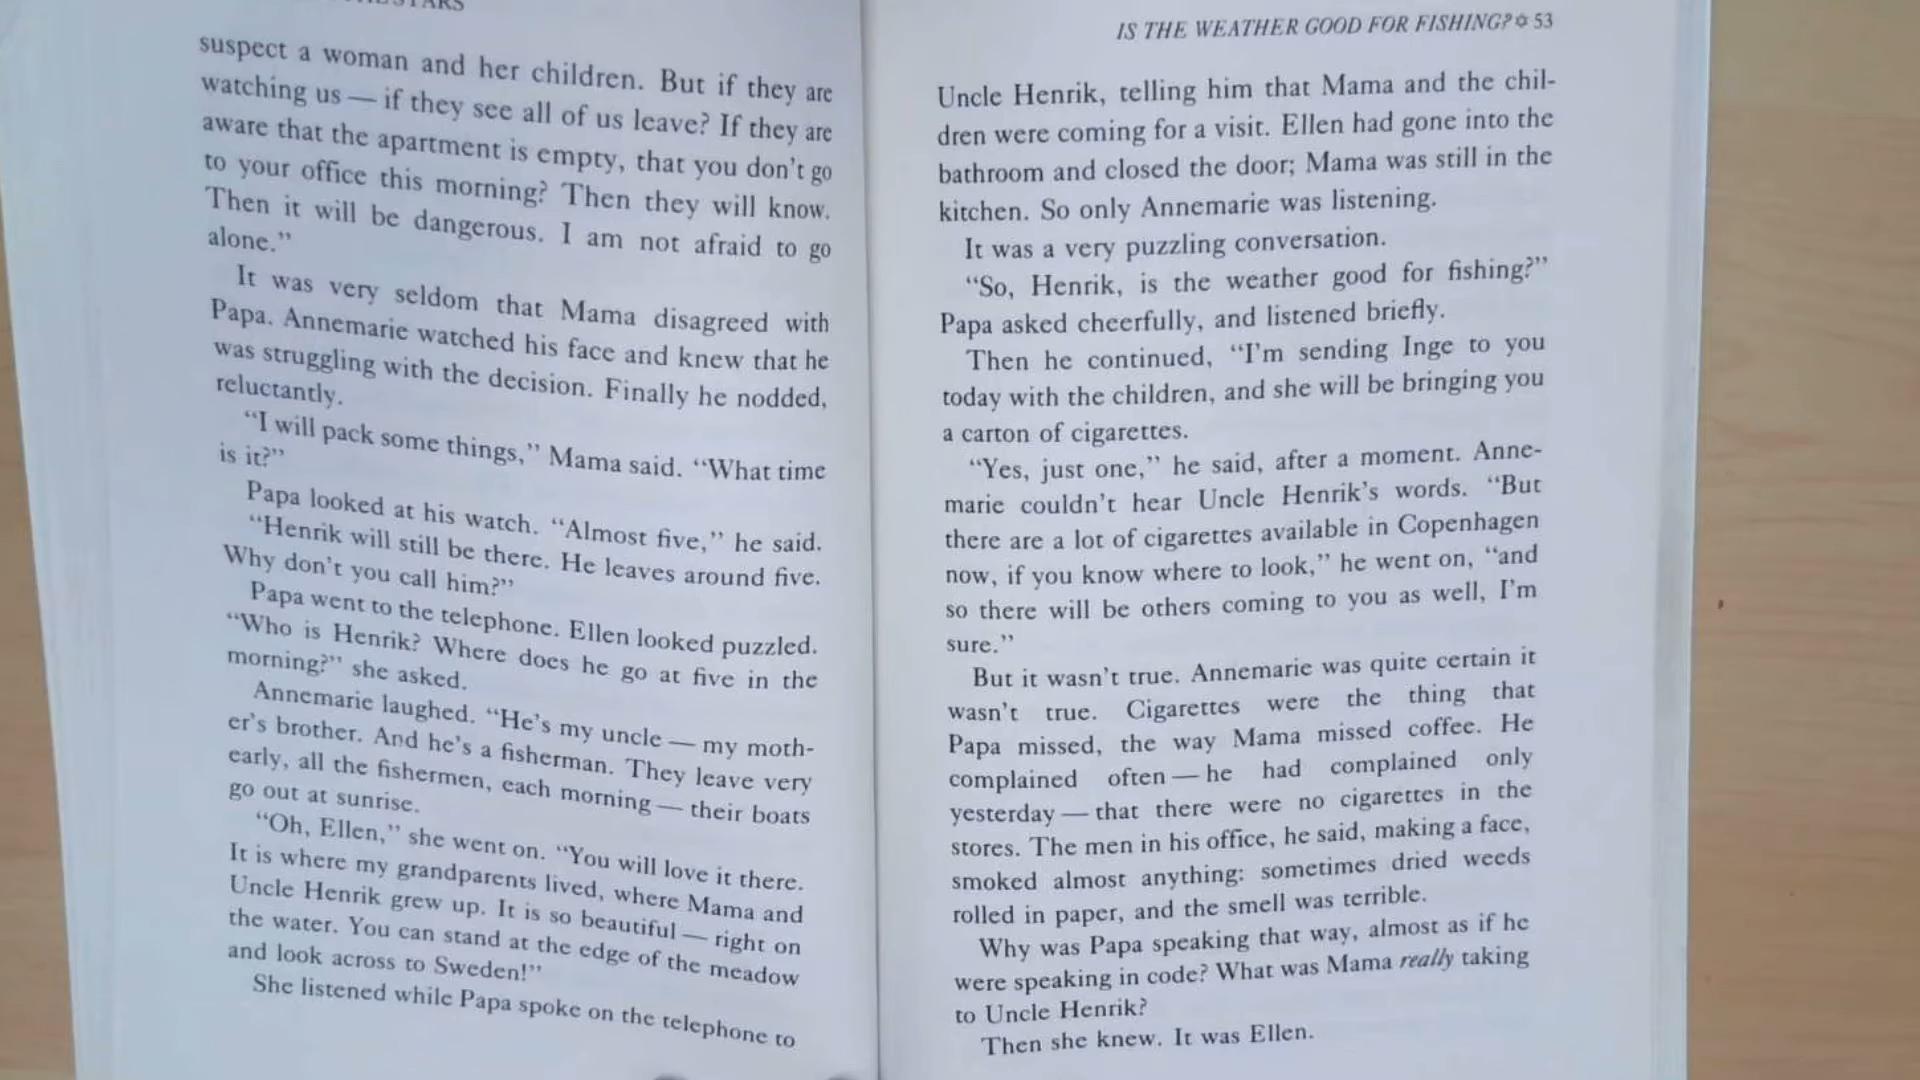 suspect a woman and her children. But if they are
watching us — if they see all of us leave? If they are
aware that the apartment is empty, that you don't go
to your office this morning? Then they will know.
Then it will be dangerous. I am not afraid to go
alone."
It was very seldom that Mama disagreed with
Papa. Annemarie watched his face and knew that he
was struggling with the decision. Finally he nodded,
reluctantly.
"I will pack some things," Mama said. "What time
is it?"
Papa looked at his watch. "Almost five," he said.
"Henrik will still be there. He leaves around five.
Why don't you call him?"
Papa went to the telephone. Ellen looked puzzled.
"Who is Henrik? Where does he go at five in the
morning?" she asked.
Annemarie laughed. "He's my uncle — my moth-
er's brother. And he's a fisherman. They leave very
early, all the fishermen, each morning — their boats
go out at sunrise.
"Oh, Ellen," she went on. "You will love it there.
It is where my grandparents lived, where Mama and
Uncle Henrik grew up. It is so beautiful — right on
the water. You can stand at the edge of the meadow
and look across to Sweden!"
She listened while Papa spoke on the telephone to
IS THE WEATHER GOOD FOR FISHING? ✡ 53
Uncle Henrik, telling him that Mama and the chil-
dren were coming for a visit. Ellen had gone into the
bathroom and closed the door; Mama was still in the
kitchen. So only Annemarie was listening.
It was a very puzzling conversation.
"So, Henrik, is the weather good for fishing?"
Papa asked cheerfully, and listened briefly.
Then he continued, "I'm sending Inge to you
today with the children, and she will be bringing you
a carton of cigarettes.
"Yes, just one," he said, after a moment. Anne-
marie couldn't hear Uncle Henrik's words. "But
there are a lot of cigarettes available in Copenhagen
now, if you know where to look," he went on, "and
so there will be others coming to you as well, I'm
sure."
But it wasn't true. Annemarie was quite certain it
wasn't true. Cigarettes were the thing that
Papa missed, the way Mama missed coffee. He
complained often — he had complained only
yesterday — that there were no cigarettes in the
stores. The men in his office, he said, making a face,
smoked almost anything: sometimes dried weeds
rolled in paper, and the smell was terrible.
Why was Papa speaking that way, almost as if he
were speaking in code? What was Mama really taking
to Uncle Henrik?
Then she knew. It was Ellen.